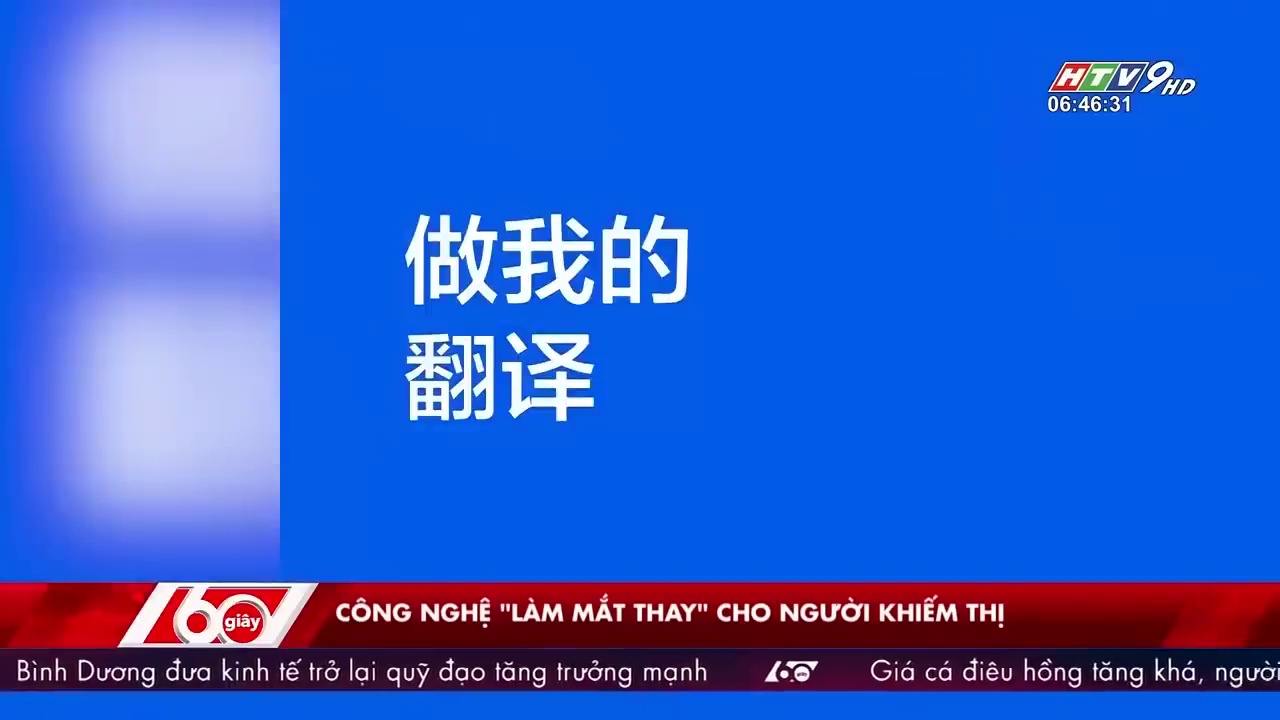 HTV9HD
06:46:31
做我的
翻译
60 giây
CÔNG NGHỆ "LÀM MẮT THAY" CHO NGƯỜI KHIẾM THỊ
Bình Dương đưa kinh tế trở lại quỹ đạo tăng trưởng mạnh 60 giây Giá cá điêu hồng tăng khá, người